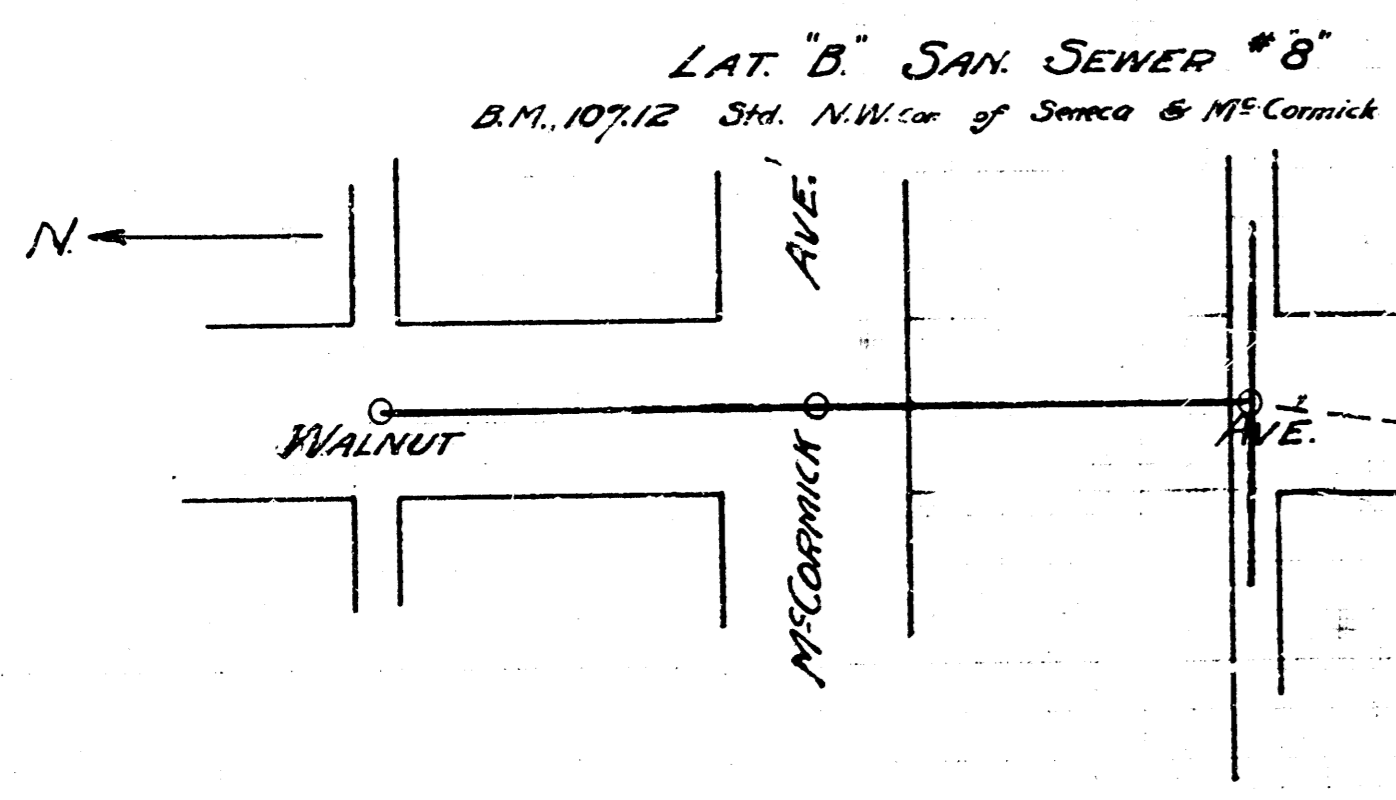 LAT. "B." SAN. SEWER #"8"
B.M., 107.12 Std. N.W. cor. of Seneca & McCormick
N.
AVE.
WALNUT
AVE.
McCORMICK